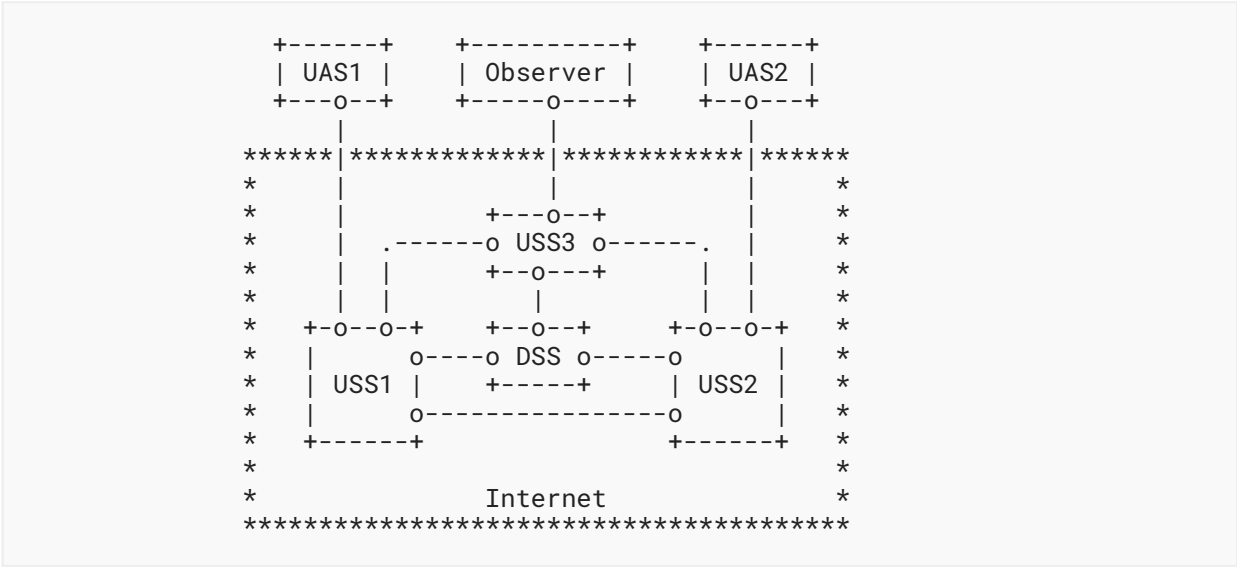 +------+    +----------+    +------+
| UAS1 |    | Observer |    | UAS2 |
+---o--+    +-----o----+    +--o---+
    |             |            |
******|*************|************|******
*     |             |            |     *
*     |         +---o--+         |     *
*     |  .------o USS3 o------.  |     *
*     |  |      +--o---+      |  |     *
*     |  |         |          |  |     *
*   +-o--o-+    +--o--+     +-o--o-+   *
*   |      o----o DSS o-----o      |   *
*   | USS1 |    +-----+     | USS2 |   *
*   |      o----------------o      |   *
*   +------+                +------+   *
*                                      *
*               Internet               *
****************************************